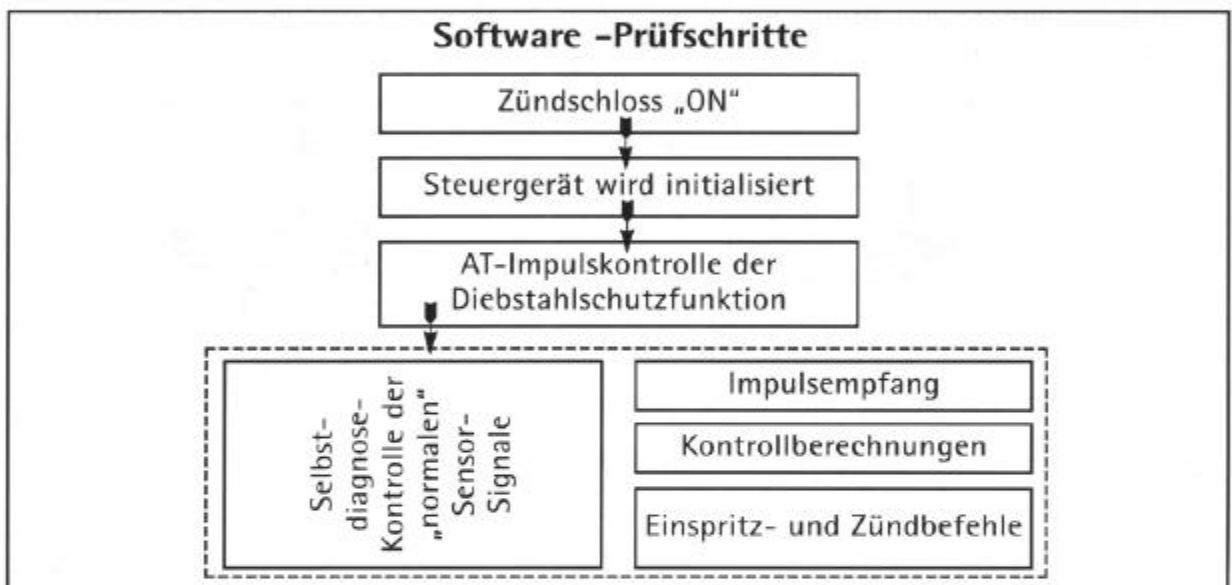 Software –Prüfschritte
Zündschloss „ON“
Steuergerät wird initialisiert
AT-Impulskontrolle der
Diebstahlschutzfunktion
Selbst-
diagnose-
Kontrolle der
„normalen“
Sensor-
Signale
Impulsempfang
Kontrollberechnungen
Einspritz- und Zündbefehle